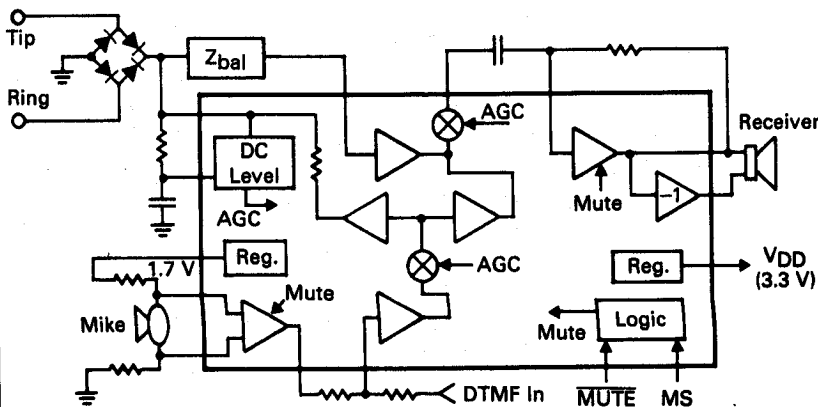 Tip
Ring
Zbal
AGC
Receiver
DC
Level
AGC
Mute
-1
1.7 V
Reg.
AGC
Reg.
VDD
(3.3 V)
Mute
Mike
Mute
Logic
DTMF In
MUTE
MS